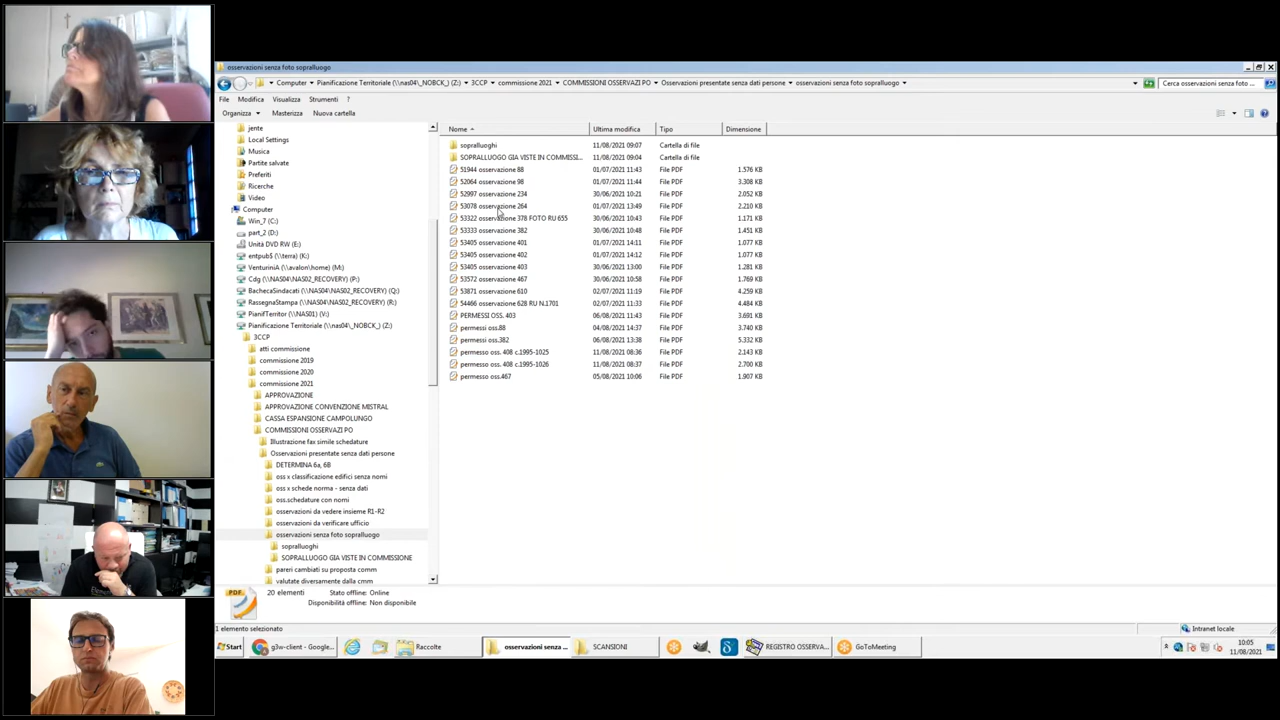 osservazioni senza foto sopralluogo
Computer
Pianificazione Territoriale (\\nas04\_NOBCK_) (Z:)
3CCP
commissione 2021
COMMISSIONI OSSERVAZI PO
Osservazioni presentate senza dati persone
osservazioni senza foto sopralluogo
Cerca osservazioni senza foto ...
File Modifica Visualizza Strumenti ?
Organizza Masterizza Nuova cartella
jente
Local Settings
Musica
Partite salvate
Preferiti
Ricerche
Video
Computer
Win_7 (C:)
part_2 (D:)
Unità DVD RW (E:)
entpub$ (\\terra) (K:)
VenturiniA (\\avalon\home) (M:)
Cdg (\\NAS04\NAS02_RECOVERY) (P:)
BachecaSindacati (\\NAS04\NAS02_RECOVERY) (Q:)
RassegnaStampa (\\NAS04\NAS02_RECOVERY) (R:)
PianifTerritor (\\NAS01) (V:)
Pianificazione Territoriale (\\nas04\_NOBCK_) (Z:)
3CCP
atti commissione
commissione 2019
commissione 2020
commissione 2021
APPROVAZIONE
APPROVAZIONE CONVENZIONE MISTRAL
CASSA ESPANSIONE CAMPOLUNGO
COMMISSIONI OSSERVAZI PO
Illustrazione fax simile schedature
Osservazioni presentate senza dati persone
DETERMINA 6a, 6B
oss x classificazione edifici senza nomi
oss x schede norma - senza dati
oss.schedature con nomi
osservazioni da vedere insieme R1-R2
osservazioni da verificare ufficio
osservazioni senza foto sopralluogo
sopralluoghi
SOPRALLUOGO GIA VISTE IN COMMISSIONE
pareri cambiati su proposta comm
valutate diversamente dalla cmm
Nome Ultima modifica Tipo Dimensione
sopralluoghi 11/08/2021 09:07 Cartella di file
SOPRALLUOGO GIA VISTE IN COMMISSI... 11/08/2021 09:04 Cartella di file
51944 osservazione 88 01/07/2021 11:43 File PDF 1.576 KB
52064 osservazione 98 01/07/2021 11:44 File PDF 3.308 KB
52997 osservazione 234 30/06/2021 10:21 File PDF 2.052 KB
53078 osservazione 264 01/07/2021 13:49 File PDF 2.210 KB
53322 osservazione 378 FOTO RU 655 30/06/2021 10:43 File PDF 1.171 KB
53333 osservazione 382 30/06/2021 10:48 File PDF 1.451 KB
53405 osservazione 401 01/07/2021 14:11 File PDF 1.077 KB
53405 osservazione 402 01/07/2021 14:12 File PDF 1.077 KB
53405 osservazione 403 30/06/2021 13:00 File PDF 1.281 KB
53572 osservazione 467 30/06/2021 10:58 File PDF 1.769 KB
53871 osservazione 610 02/07/2021 11:19 File PDF 4.259 KB
54466 osservazione 628 RU N.1701 02/07/2021 11:33 File PDF 4.484 KB
PERMESSI OSS. 403 06/08/2021 11:43 File PDF 3.691 KB
permessi oss.88 04/08/2021 14:37 File PDF 3.740 KB
permessi oss.382 06/08/2021 13:38 File PDF 5.332 KB
permesso oss. 408 c.1995-1025 11/08/2021 08:36 File PDF 2.143 KB
permesso oss. 408 c.1995-1026 11/08/2021 08:37 File PDF 2.700 KB
permesso oss.467 05/08/2021 10:06 File PDF 1.907 KB
PDF
20 elementi Stato offline: Online
Disponibilità offline: Non disponibile
1 elemento selezionato Intranet locale
Start g3w-client - Google... Raccolte osservazioni senza ... SCANSIONI REGISTRO OSSERVA... GoToMeeting
10:05
11/08/2021